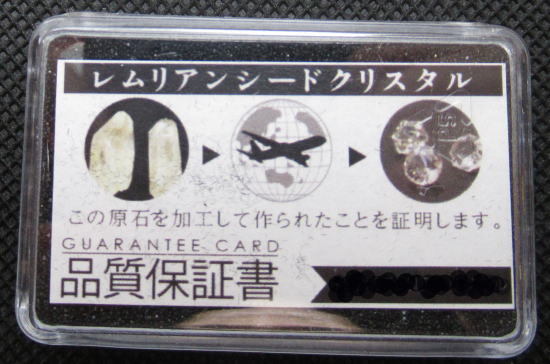 レムリアンシードクリスタル
この原石を加工して作られたことを証明します。
GUARANTEE CARD
品質保証書